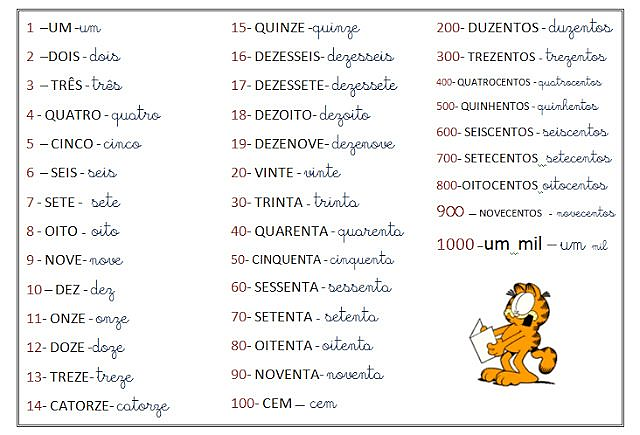 1 –UM -um
2 –DOIS - dois
3 – TRÊS - três
4 - QUATRO - quatro
5 – CINCO - cinco
6 – SEIS - seis
7 - SETE - sete
8 - OITO - oito
9 - NOVE- nove
10 – DEZ - dez
11- ONZE - onze
12- DOZE -doze
13- TREZE- treze
14- CATORZE- catorze
15- QUINZE -quinze
16- DEZESSEIS- dezesseis
17- DEZESSETE- dezessete
18- DEZOITO- dezoito
19- DEZENOVE- dezenove
20- VINTE - vinte
30- TRINTA - trinta
40- QUARENTA - quarenta
50- CINQUENTA - cinquenta
60- SESSENTA - sessenta
70- SETENTA - setenta
80- OITENTA - oitenta
90- NOVENTA- noventa
100- CEM – cem
200- DUZENTOS - duzentos
300- TREZENTOS - trezentos
400- QUATROCENTOS - quatrocentos
500- QUINHENTOS - quinhentos
600- SEISCENTOS - seiscentos
700- SETECENTOS setecentos
800-OITOCENTOS oitocentos
900 – NOVECENTOS - novecentos
1000 –um mil – um mil